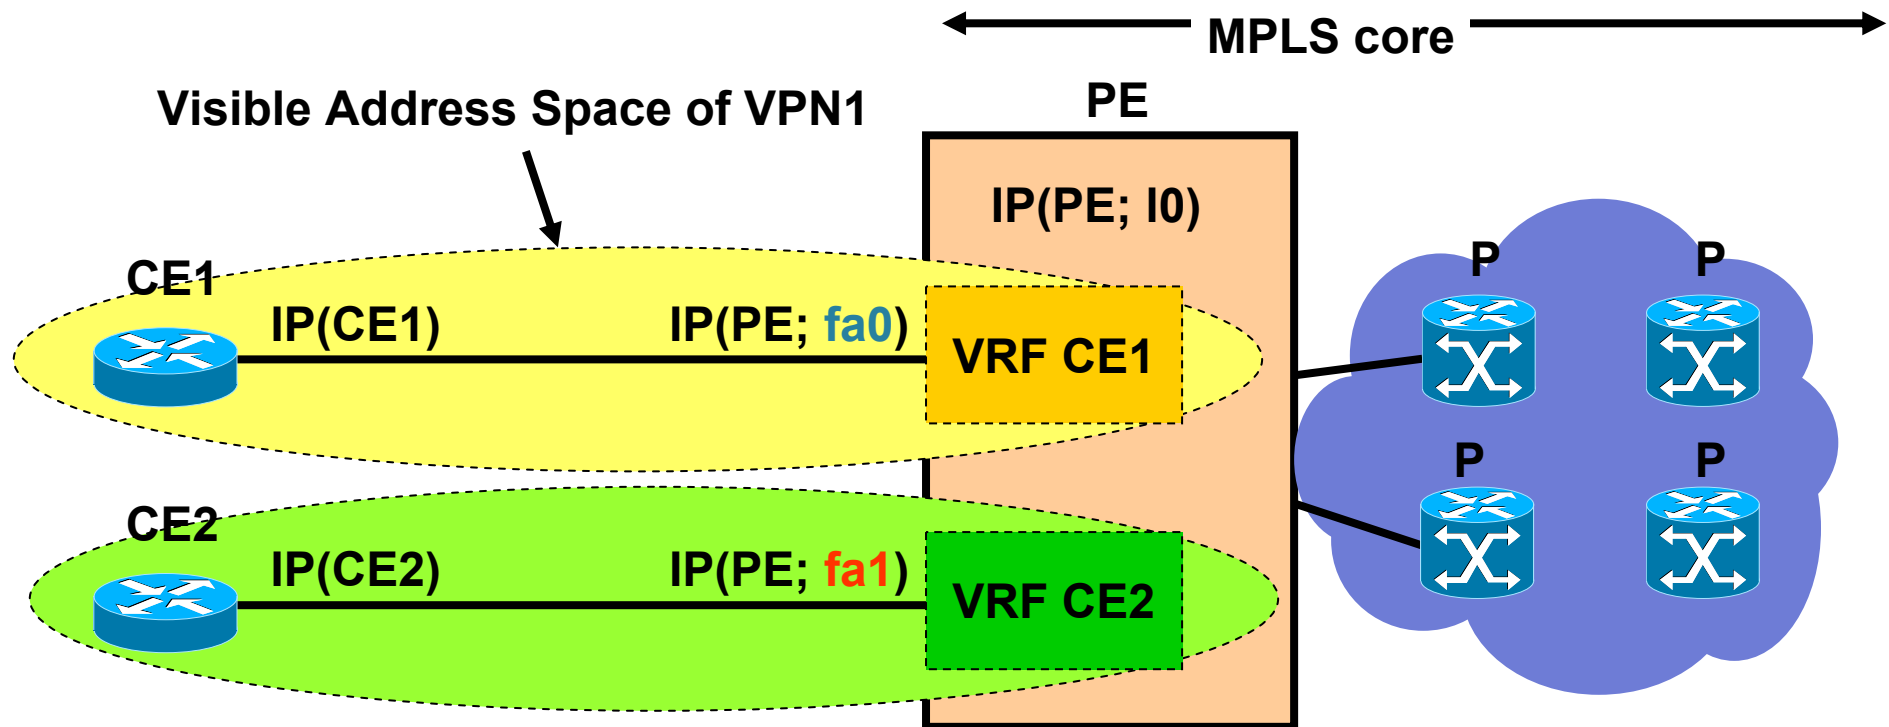 MPLS core
Visible Address Space of VPN1
PE
IP(PE; l0)
CE1
IP(CE1)
IP(PE; fa0)
VRF CE1
P
P
CE2
IP(CE2)
IP(PE; fa1)
VRF CE2
P
P